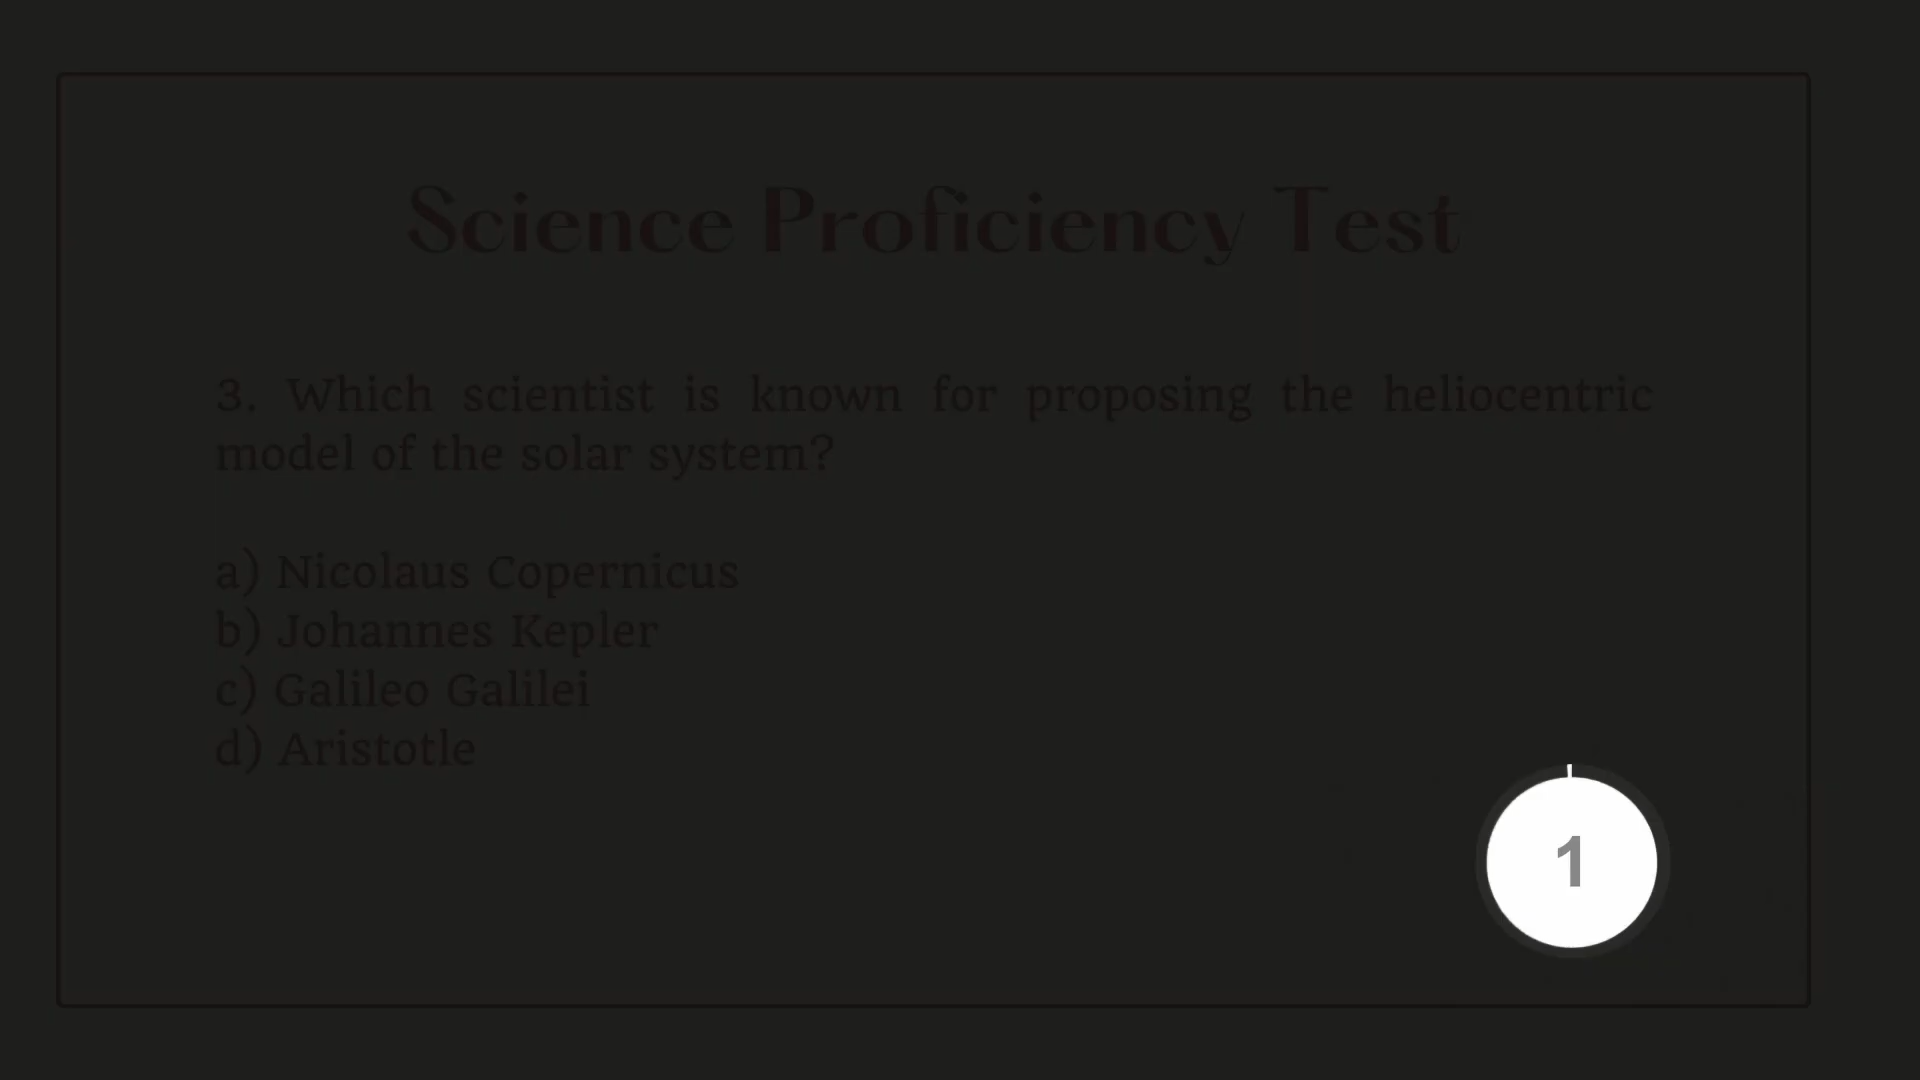 Science Proficiency Test
3. Which scientist is known for proposing the heliocentric
model of the solar system?
a) Nicolaus Copernicus
b) Johannes Kepler
c) Galileo Galilei
d) Aristotle
1